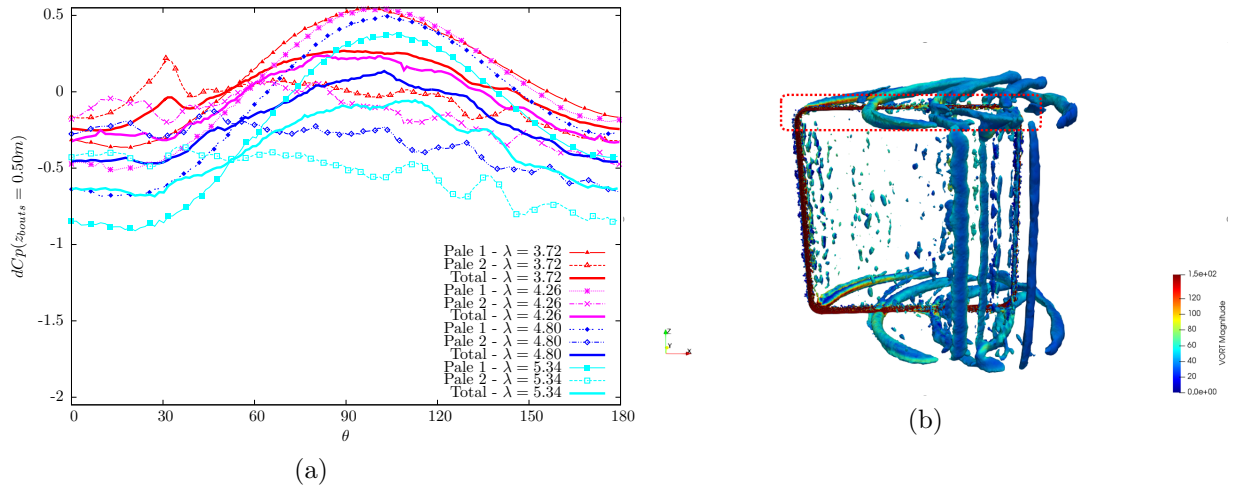 0.5
0
-0.5
-1
-1.5
-2
0
30
60
90
120
150
180
dCp(z_bouts = 0.50m)
θ
Pale 1 - λ = 3.72
Pale 2 - λ = 3.72
Total - λ = 3.72
Pale 1 - λ = 4.26
Pale 2 - λ = 4.26
Total - λ = 4.26
Pale 1 - λ = 4.80
Pale 2 - λ = 4.80
Total - λ = 4.80
Pale 1 - λ = 5.34
Pale 2 - λ = 5.34
Total - λ = 5.34
(a)
Z
Y
X
1,5e+02
120
100
80
60
40
20
0,0e+00
VORT Magnitude
(b)